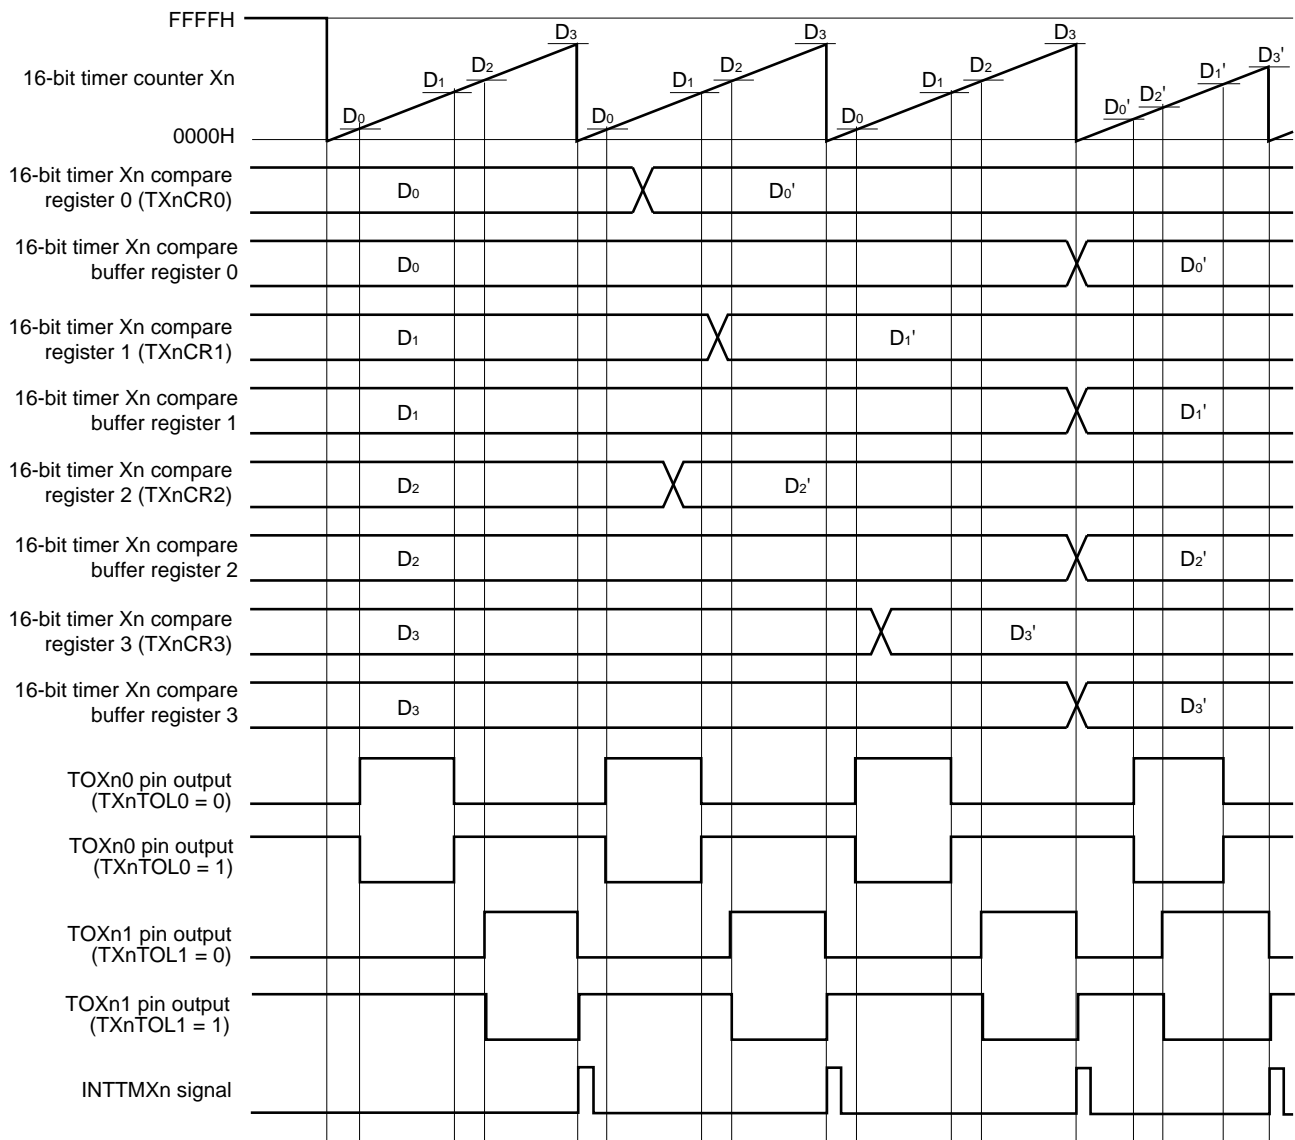 FFFFH
16-bit timer counter Xn
0000H
D0 D1 D2 D3 D0 D1 D2 D3 D0 D1 D2 D3 D0' D2' D1' D3'
16-bit timer Xn compare
register 0 (TXnCR0)
D0 D0'
16-bit timer Xn compare
buffer register 0
D0 D0'
16-bit timer Xn compare
register 1 (TXnCR1)
D1 D1'
16-bit timer Xn compare
buffer register 1
D1 D1'
16-bit timer Xn compare
register 2 (TXnCR2)
D2 D2'
16-bit timer Xn compare
buffer register 2
D2 D2'
16-bit timer Xn compare
register 3 (TXnCR3)
D3 D3'
16-bit timer Xn compare
buffer register 3
D3 D3'
TOXn0 pin output
(TXnTOL0 = 0)
TOXn0 pin output
(TXnTOL0 = 1)
TOXn1 pin output
(TXnTOL1 = 0)
TOXn1 pin output
(TXnTOL1 = 1)
INTTMXn signal